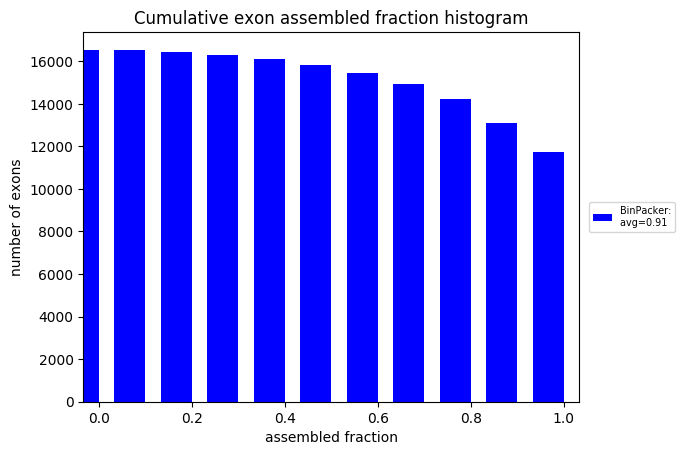 Cumulative exon assembled fraction histogram
16000
14000
12000
10000
8000
6000
4000
2000
0
number of exons
0.0 0.2 0.4 0.6 0.8 1.0
assembled fraction
BinPacker:
avg=0.91